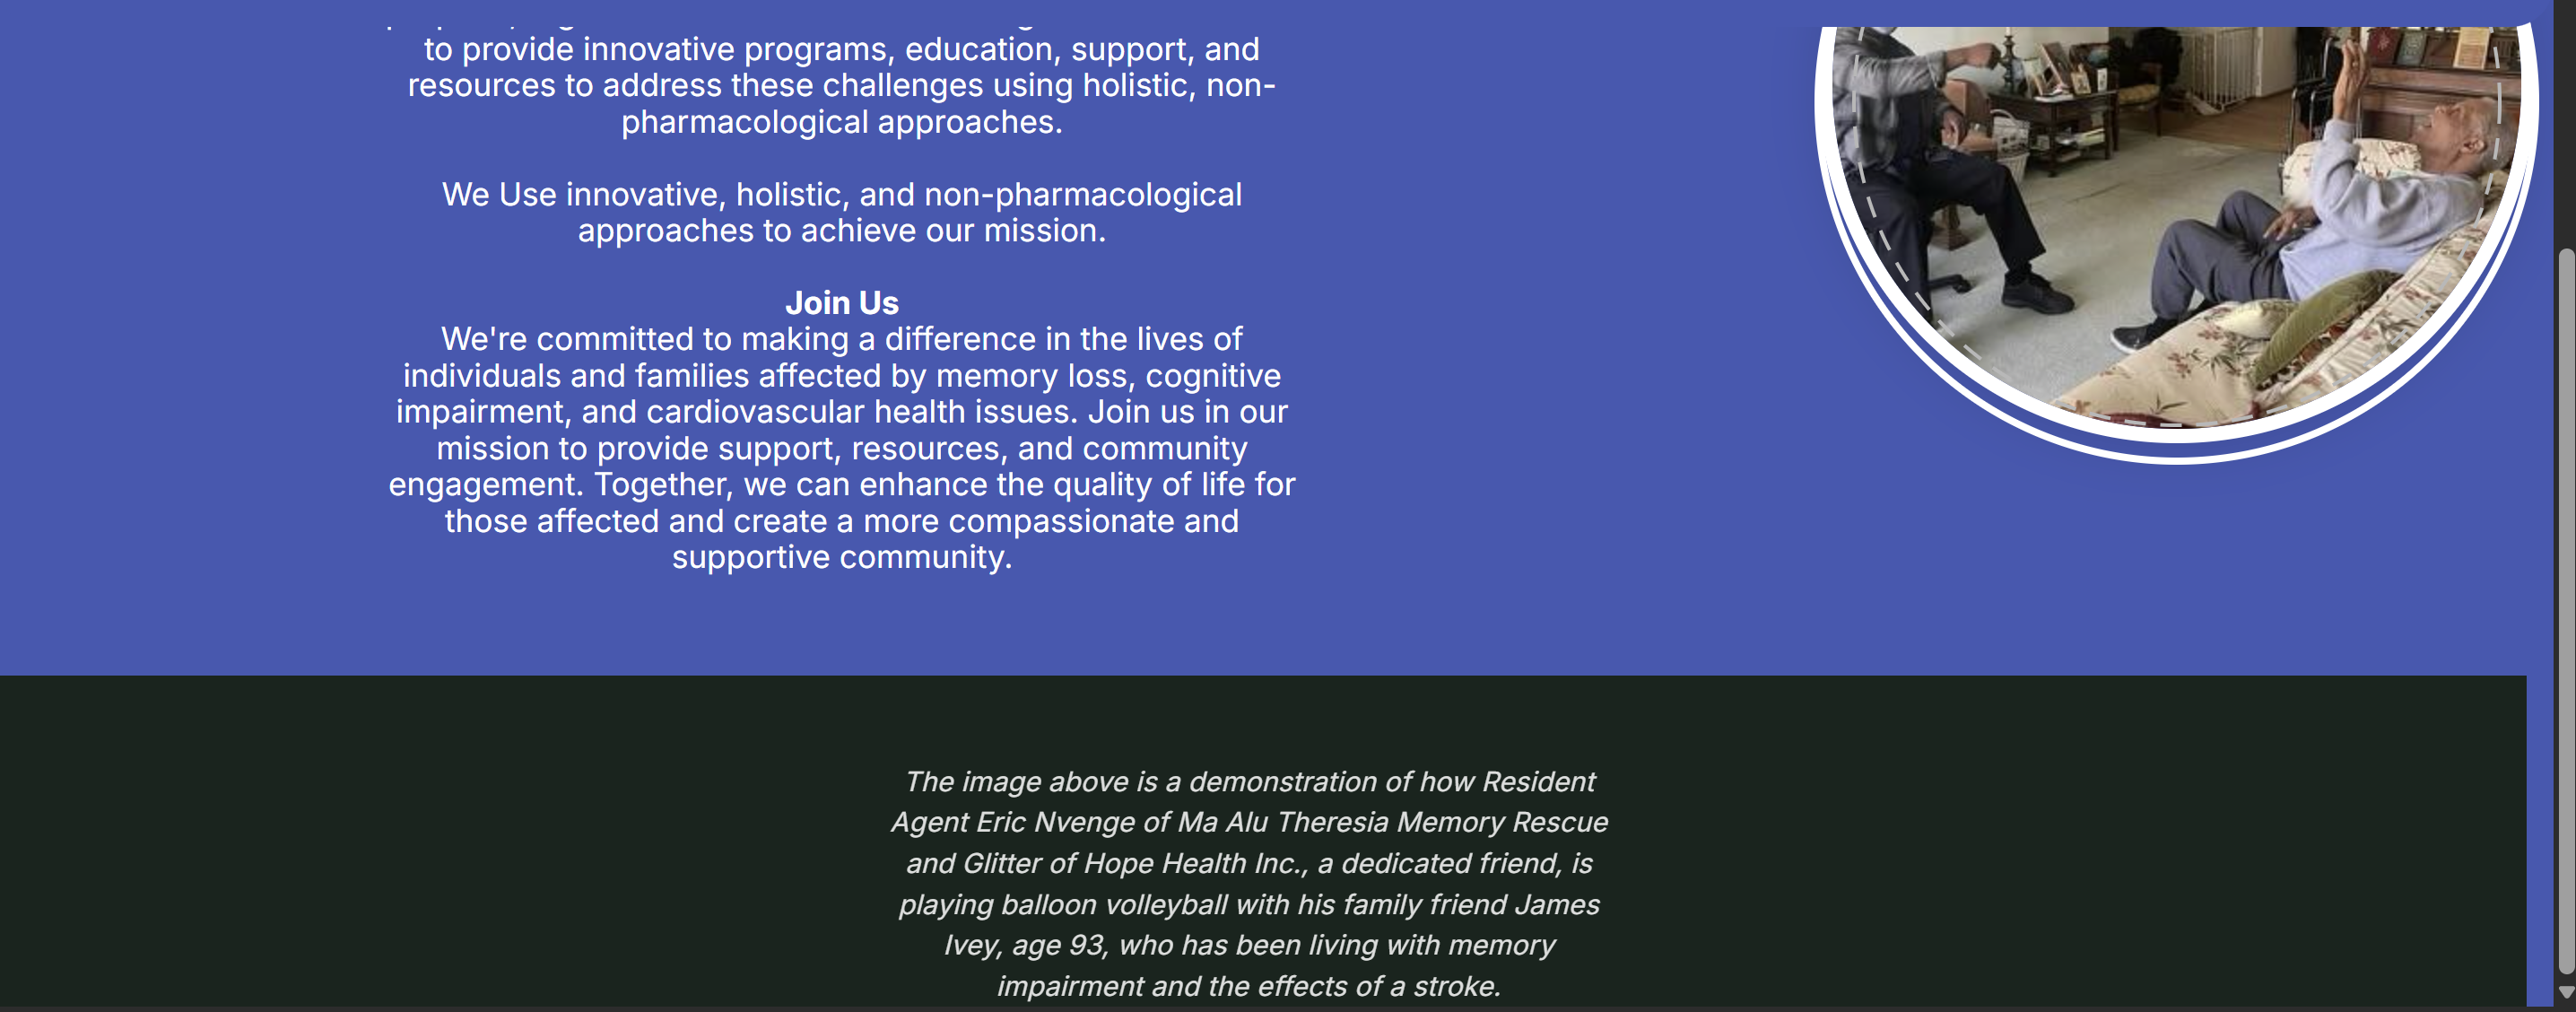 to provide innovative programs, education, support, and
resources to address these challenges using holistic, non-
pharmacological approaches.
We Use innovative, holistic, and non-pharmacological
approaches to achieve our mission.
Join Us
We're committed to making a difference in the lives of
individuals and families affected by memory loss, cognitive
impairment, and cardiovascular health issues. Join us in our
mission to provide support, resources, and community
engagement. Together, we can enhance the quality of life for
those affected and create a more compassionate and
supportive community.
The image above is a demonstration of how Resident
Agent Eric Nvenge of Ma Alu Theresia Memory Rescue
and Glitter of Hope Health Inc., a dedicated friend, is
playing balloon volleyball with his family friend James
Ivey, age 93, who has been living with memory
impairment and the effects of a stroke.